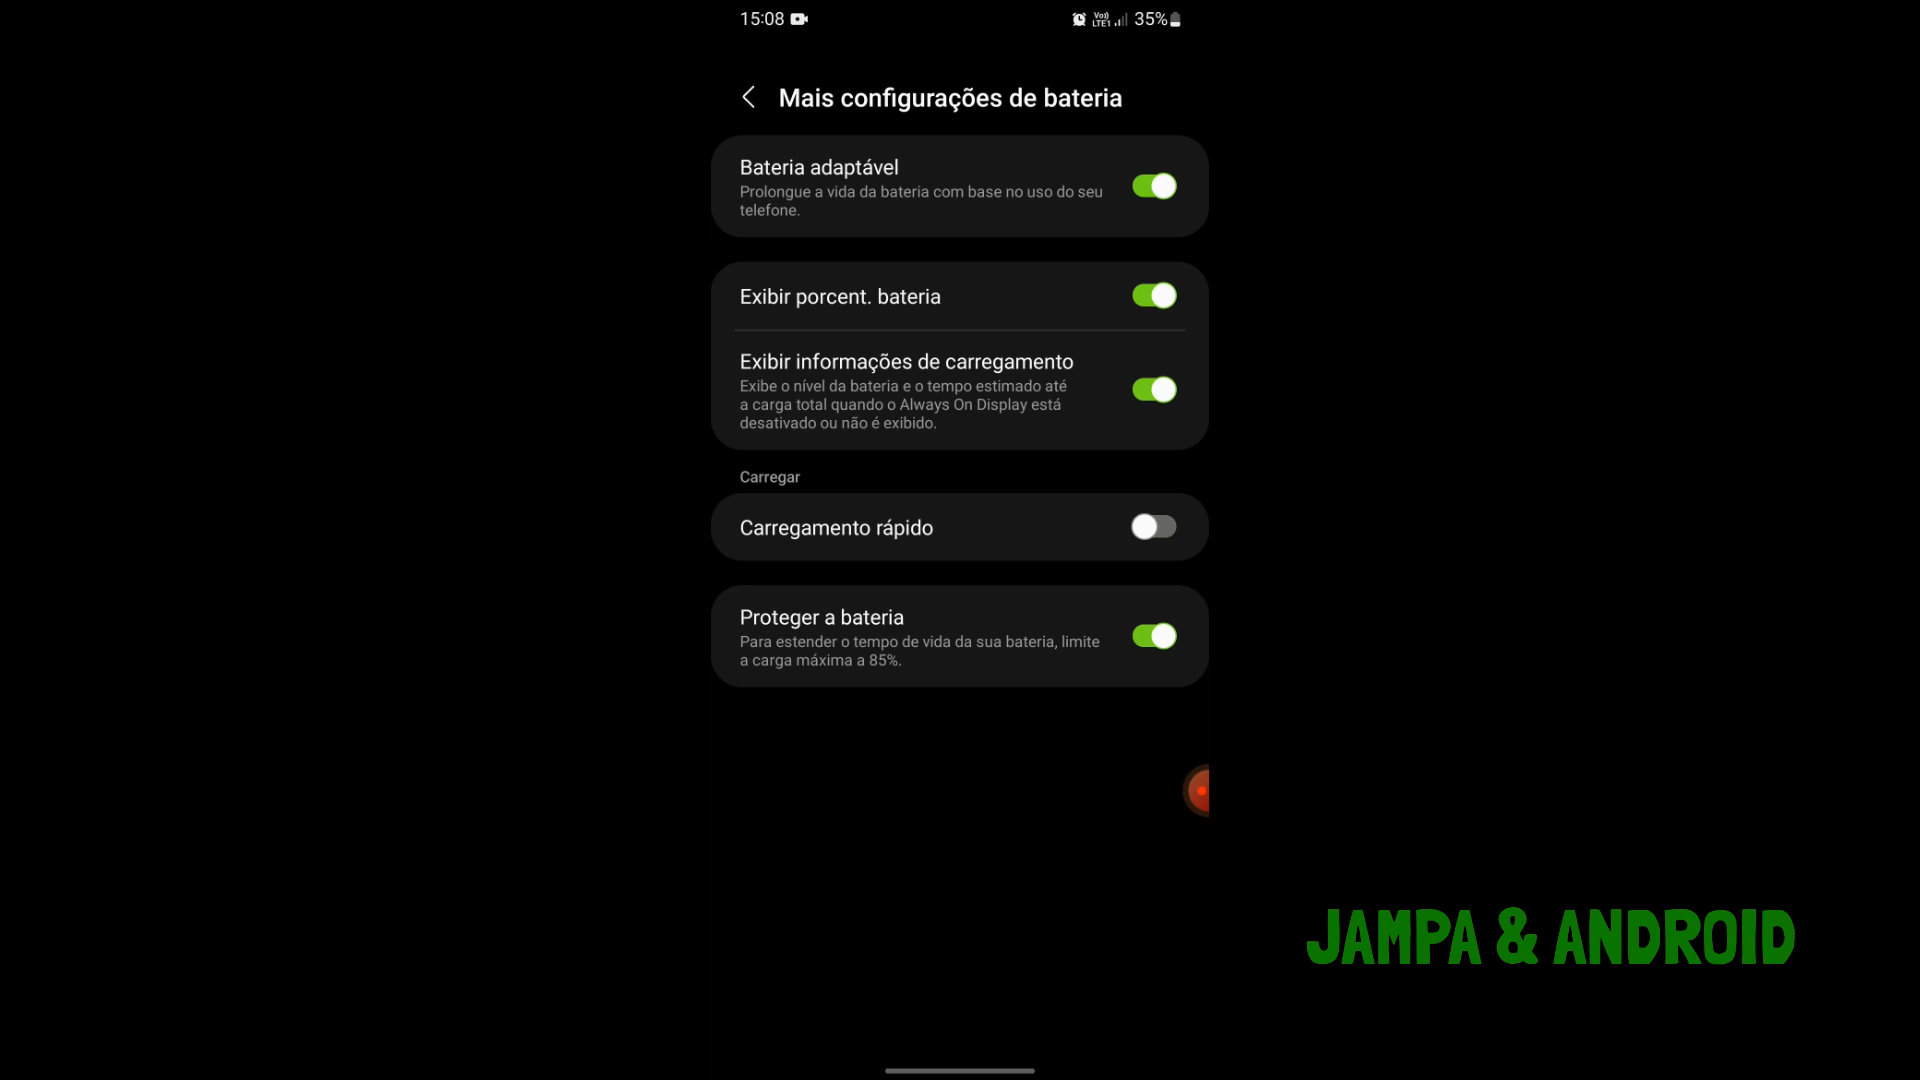 15:08
Vo)) LTE1 35%
Mais configurações de bateria
Bateria adaptável
Prolongue a vida da bateria com base no uso do seu
telefone.
Exibir porcent. bateria
Exibir informações de carregamento
Exibe o nível da bateria e o tempo estimado até
a carga total quando o Always On Display está
desativado ou não é exibido.
Carregar
Carregamento rápido
Proteger a bateria
Para estender o tempo de vida da sua bateria, limite
a carga máxima a 85%.
JAMPA & ANDROID